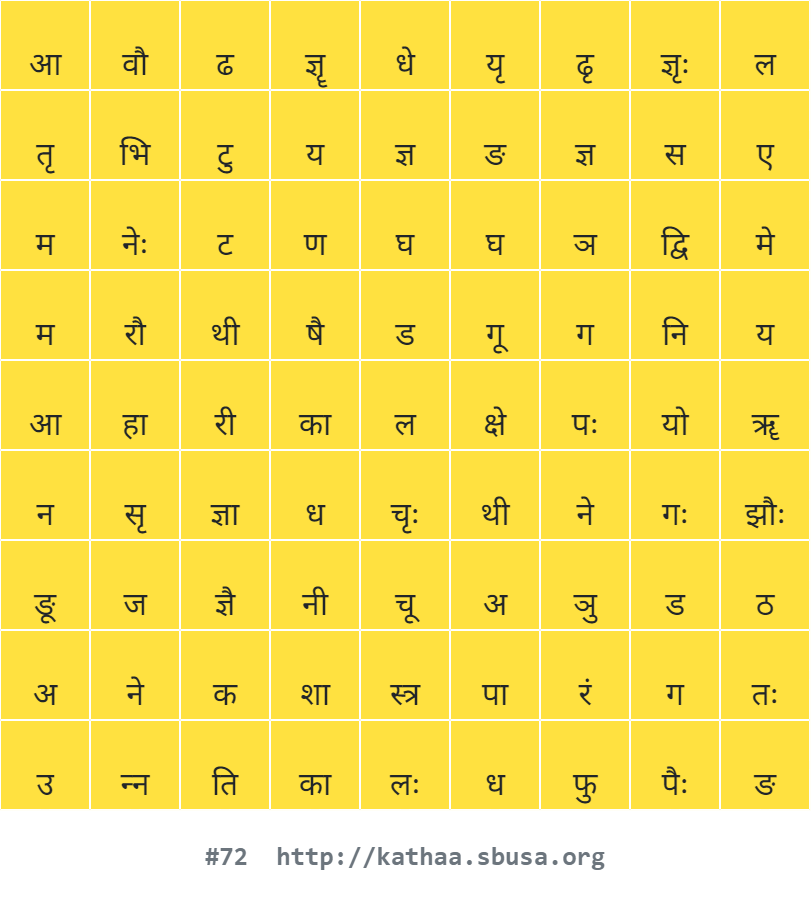 आ वौ ढ ज्ञॄ धे यृ ढृ ज्ञृः ल
तृ भि टु य ज्ञ ङ ज्ञ स ए
म नेः ट ण घ घ ञ द्वि मे
म रौ थी षै ड गू ग नि य
आ हा री का ल क्षे पः यो ॠ
न सृ ज्ञा ध चृः थी ने गः झौः
ङू ज ज्ञै नी चू अ ञु ड ठ
अ ने क शा स्त्र पा रं ग तः
उ न्न ति का लः ध फु पैः ङ
#72 http://kathaa.sbusa.org